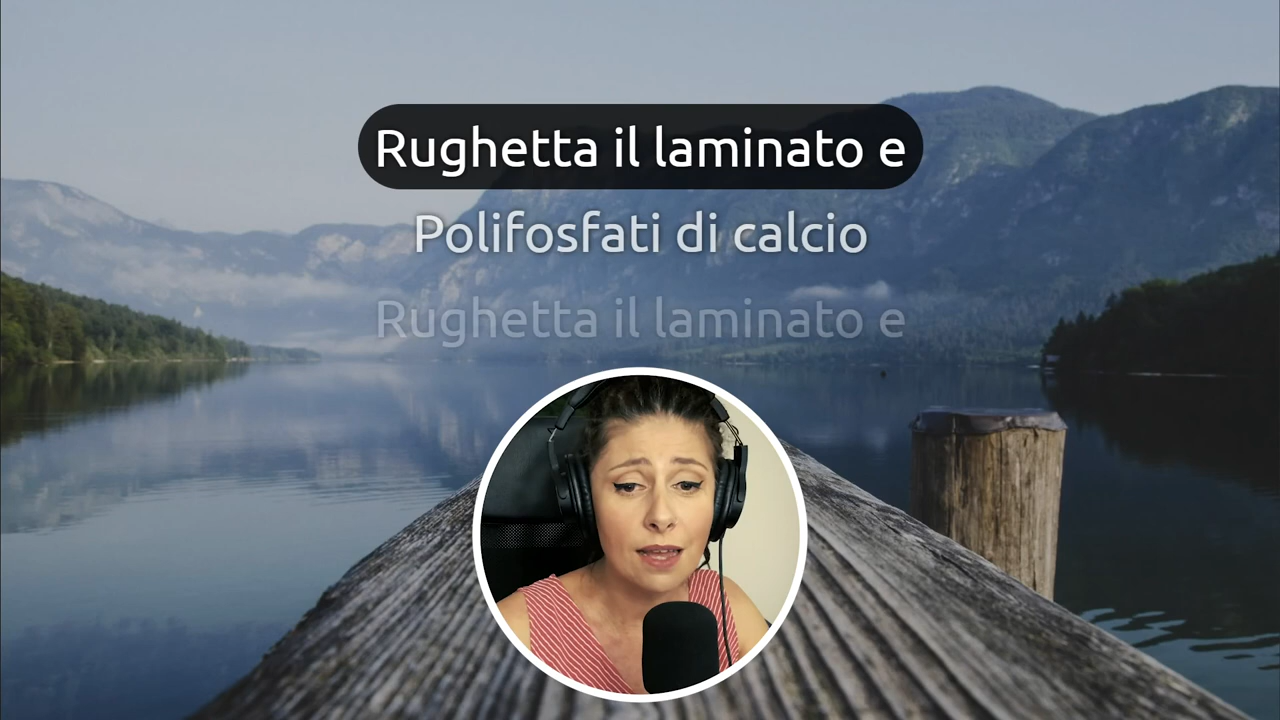 Rughetta il laminato e
Polifosfati di calcio
Rughetta il laminato e